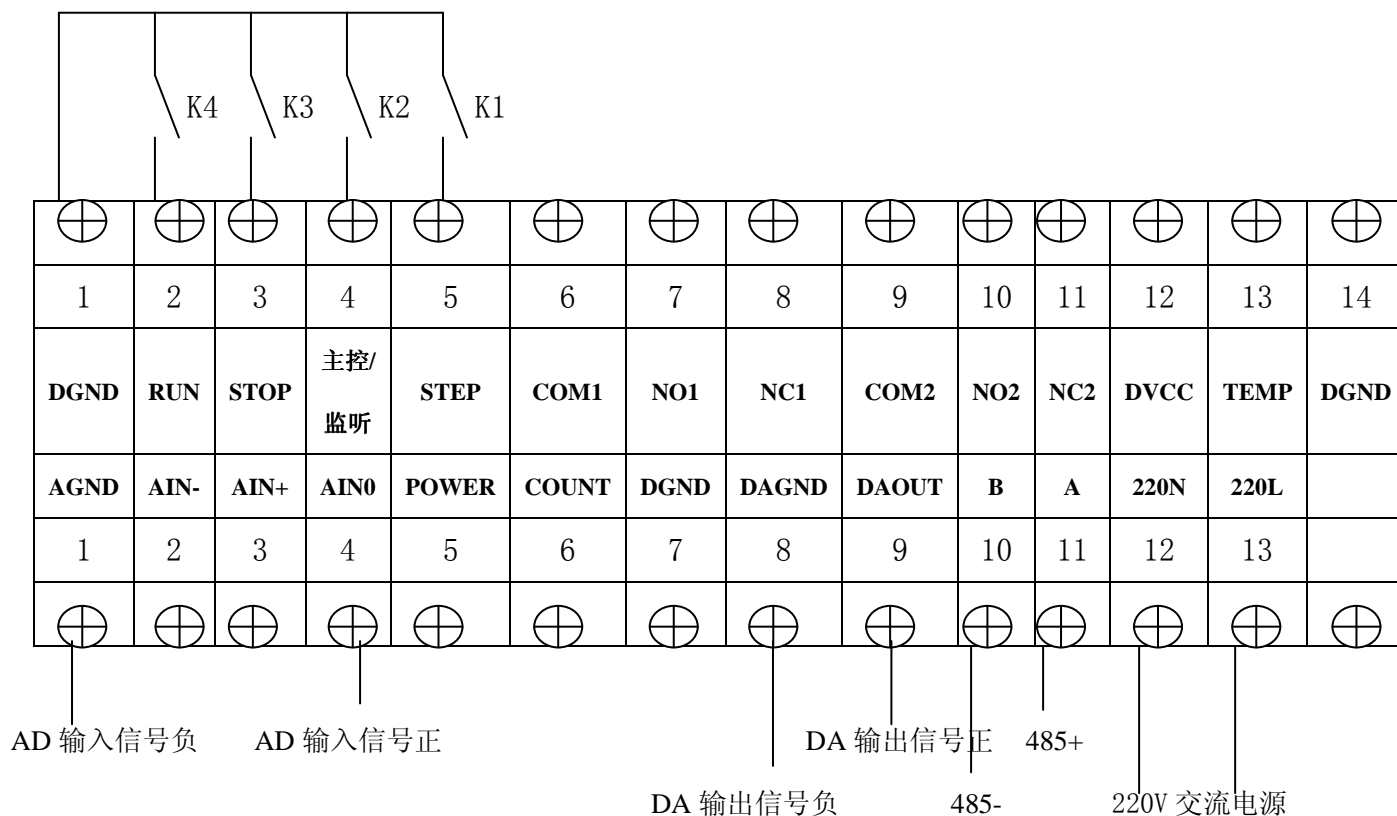 K4 K3 K2 K1
1 2 3 4 5 6 7 8 9 10 11 12 13 14
DGND RUN STOP 主控/ STEP COM1 NO1 NC1 COM2 NO2 NC2 DVCC TEMP DGND
监听
AGND AIN- AIN+ AIN0 POWER COUNT DGND DAGND DAOUT B A 220N 220L
1 2 3 4 5 6 7 8 9 10 11 12 13
AD 输入信号负 AD 输入信号正 DA 输出信号正 485+
DA 输出信号负 485- 220V 交流电源